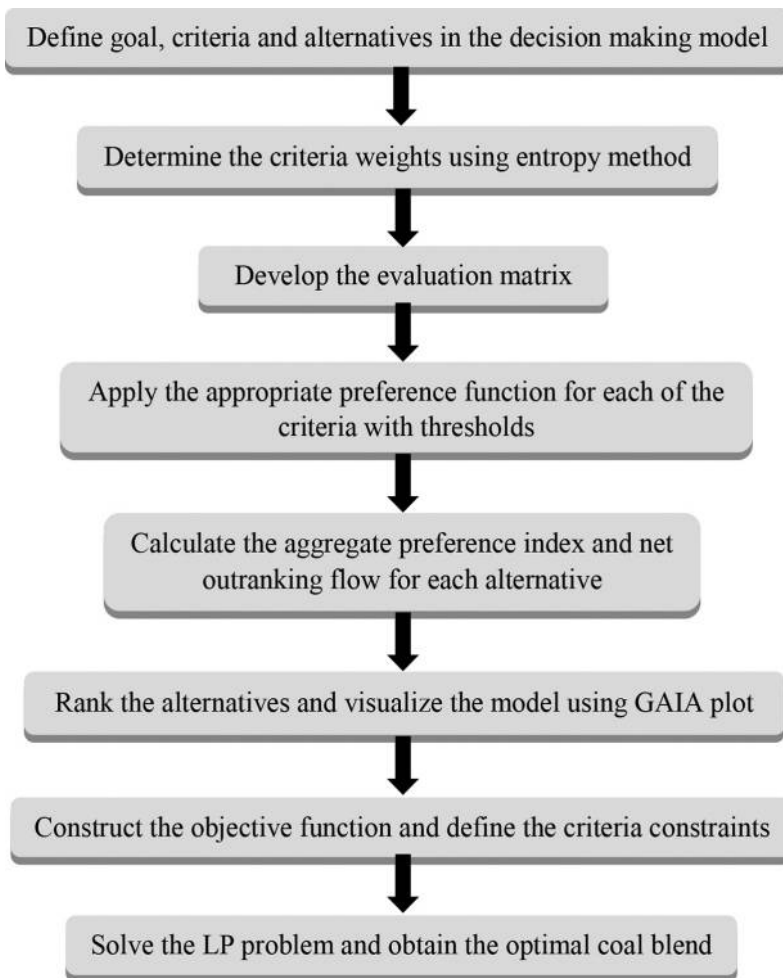 Define goal, criteria and alternatives in the decision making model
Determine the criteria weights using entropy method
Develop the evaluation matrix
Apply the appropriate preference function for each of the
criteria with thresholds
Calculate the aggregate preference index and net
outranking flow for each alternative
Rank the alternatives and visualize the model using GAIA plot
Construct the objective function and define the criteria constraints
Solve the LP problem and obtain the optimal coal blend